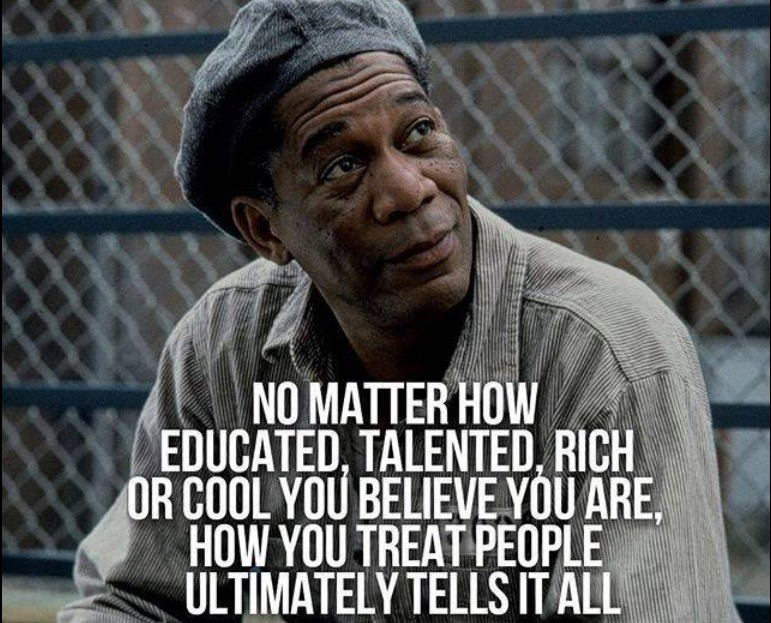 NO MATTER HOW
EDUCATED, TALENTED, RICH
OR COOL YOU BELIEVE YOU ARE,
HOW YOU TREAT PEOPLE
ULTIMATELY TELLS IT ALL